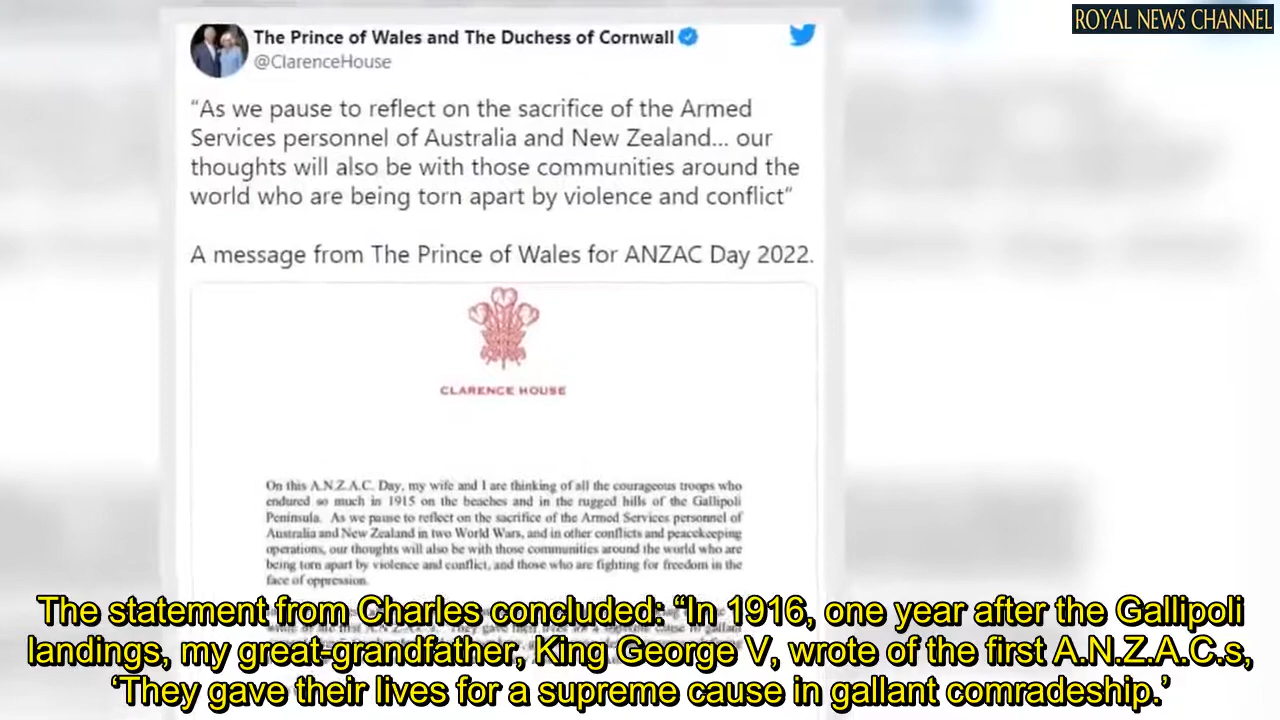 ROYAL NEWS CHANNEL
The Prince of Wales and The Duchess of Cornwall
@ClarenceHouse
“As we pause to reflect on the sacrifice of the Armed
Services personnel of Australia and New Zealand... our
thoughts will also be with those communities around the
world who are being torn apart by violence and conflict”
A message from The Prince of Wales for ANZAC Day 2022.
CLARENCE HOUSE
On this A.N.Z.A.C. Day, my wife and I are thinking of all the courageous troops who
endured so much in 1915 on the beaches and in the rugged hills of the Gallipoli
Peninsula. As we pause to reflect on the sacrifice of the Armed Services personnel of
Australia and New Zealand in two World Wars, and in other conflicts and peacekeeping
operations, our thoughts will also be with those communities around the world who are
being torn apart by violence and conflict, and those who are fighting for freedom in the
face of oppression.
The statement from Charles concluded: “In 1916, one year after the Gallipoli
landings, my great-grandfather, King George V, wrote of the first A.N.Z.A.C.s,
‘They gave their lives for a supreme cause in gallant comradeship.’